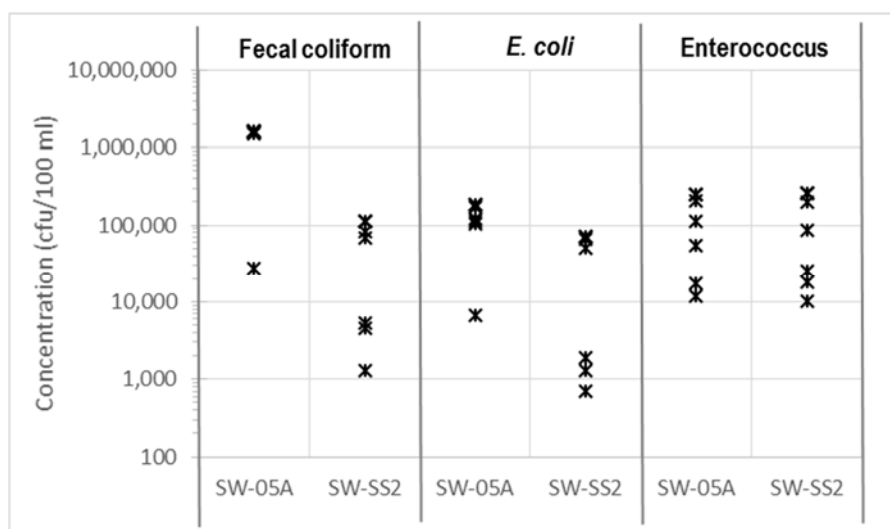 Fecal coliform E. coli Enterococcus
10,000,000
1,000,000
100,000
10,000
1,000
100
Concentration (cfu/100 ml)
SW-05A SW-SS2 SW-05A SW-SS2 SW-05A SW-SS2